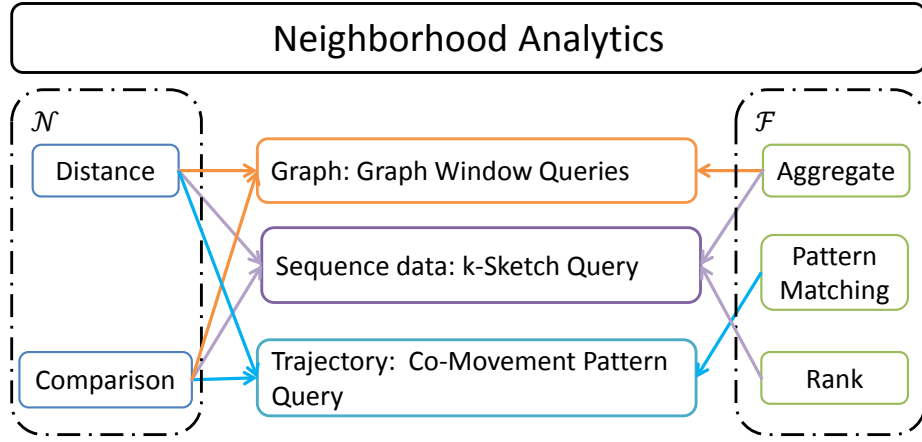 Neighborhood Analytics
𝒩
ℱ
Distance
Graph: Graph Window Queries
Aggregate
Sequence data: k-Sketch Query
Pattern
Matching
Comparison
Trajectory:  Co-Movement Pattern
Query
Rank